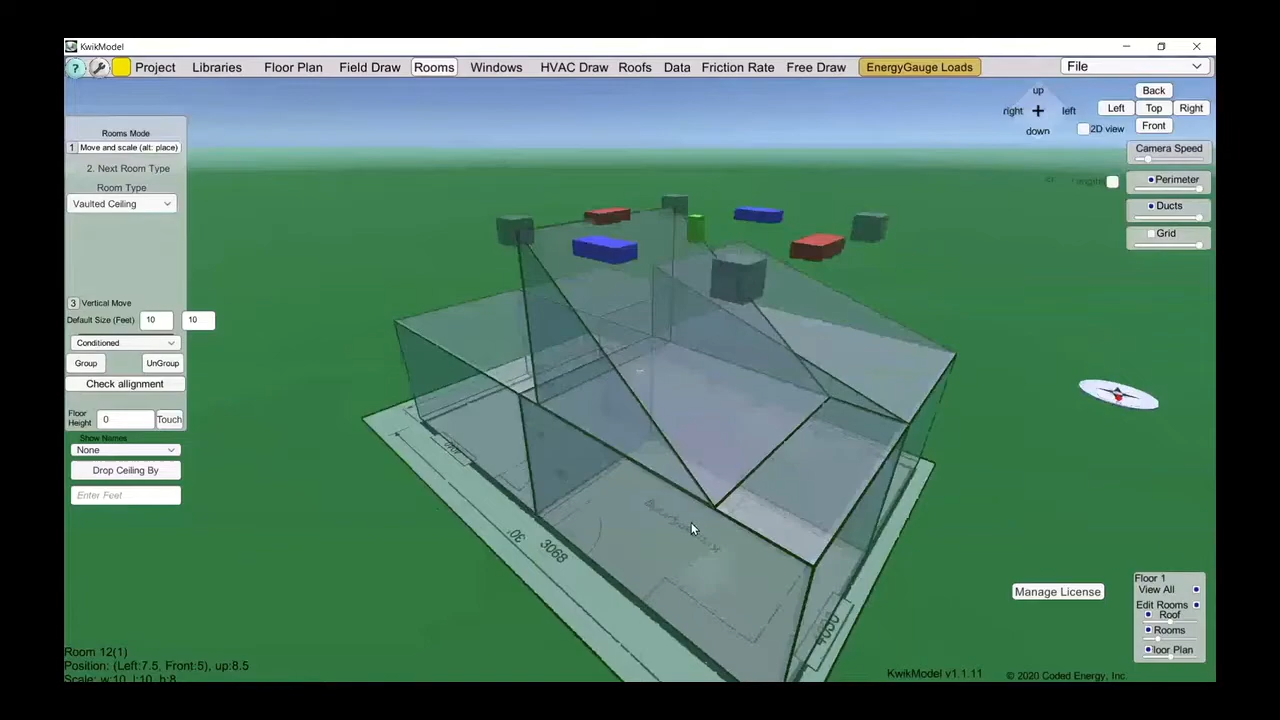 KwikModel
? Project Libraries Floor Plan Field Draw Rooms Windows HVAC Draw Roofs Data Friction Rate Free Draw EnergyGauge Loads File
up
right left
down
2D view
Back
Left Top Right
Front
Camera Speed
Perimeter
Ducts
Grid
Rooms Mode
1 Move and scale (alt: place)
2. Next Room Type
Room Type
Vaulted Ceiling
3 Vertical Move
Default Size (Feet) 10 10
Conditioned
Group UnGroup
Check allignment
Floor Height 0 Touch
Show Names
None
Drop Ceiling By
Enter Feet
30'
3068
4030
Manage License
Floor 1
View All
Edit Rooms
Roof
Rooms
loor Plan
Room 12(1)
Position: (Left:7.5, Front:5), up:8.5
Scale: w:10, l:10, h:8
KwikModel v1.1.11
© 2020 Coded Energy, Inc.